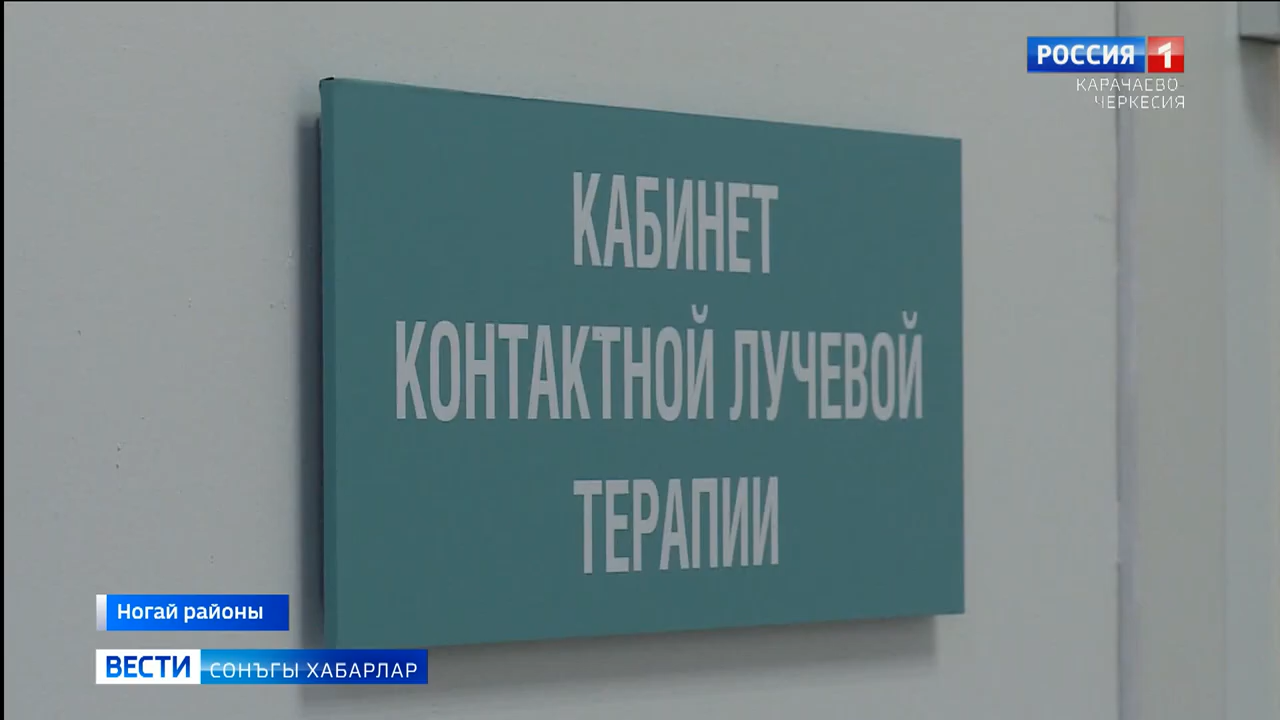 РОССИЯ 1
КАРАЧАЕВО-
ЧЕРКЕСИЯ
КАБИНЕТ
КОНТАКТНОЙ ЛУЧЕВОЙ
ТЕРАПИИ
Ногай районы
ВЕСТИ СОНЪГЫ ХАБАРЛАР